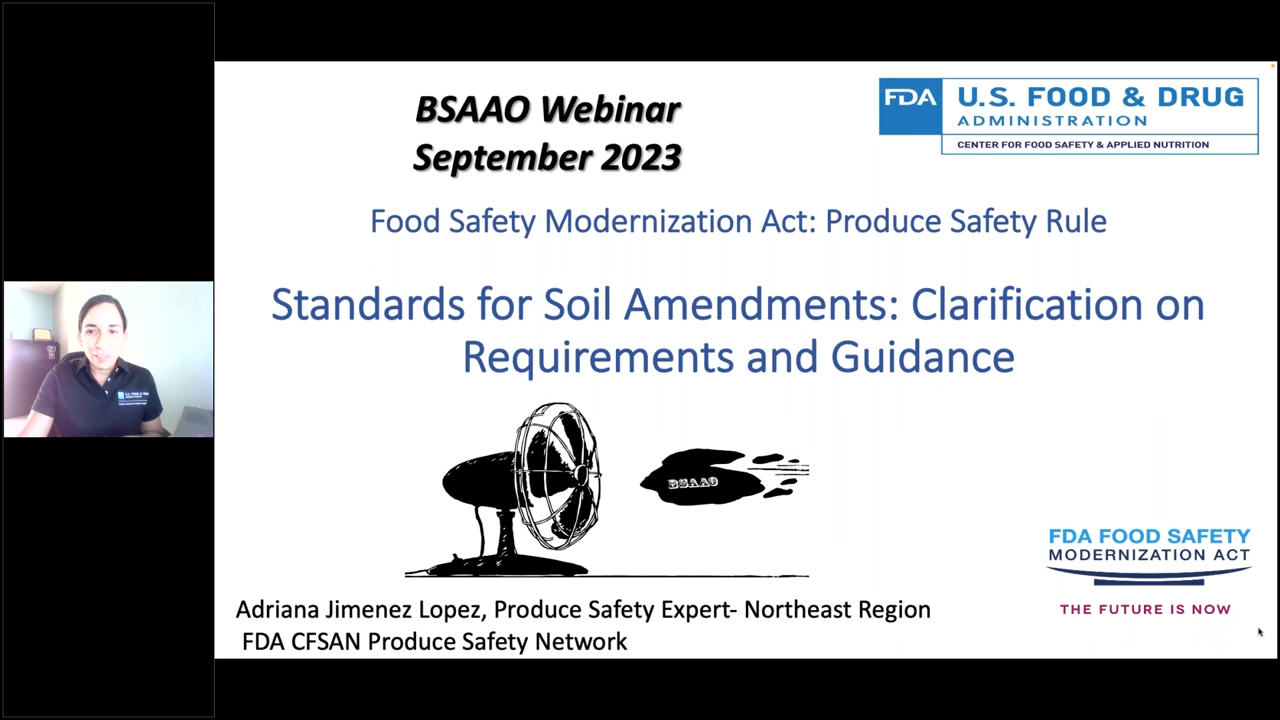 BSAAO Webinar
September 2023
FDA U.S. FOOD & DRUG
ADMINISTRATION
CENTER FOR FOOD SAFETY & APPLIED NUTRITION
Food Safety Modernization Act: Produce Safety Rule
Standards for Soil Amendments: Clarification on
Requirements and Guidance
BSAAO
U.S. FOOD & DRUG
FDA FOOD SAFETY
MODERNIZATION ACT
THE FUTURE IS NOW
Adriana Jimenez Lopez, Produce Safety Expert- Northeast Region
FDA CFSAN Produce Safety Network